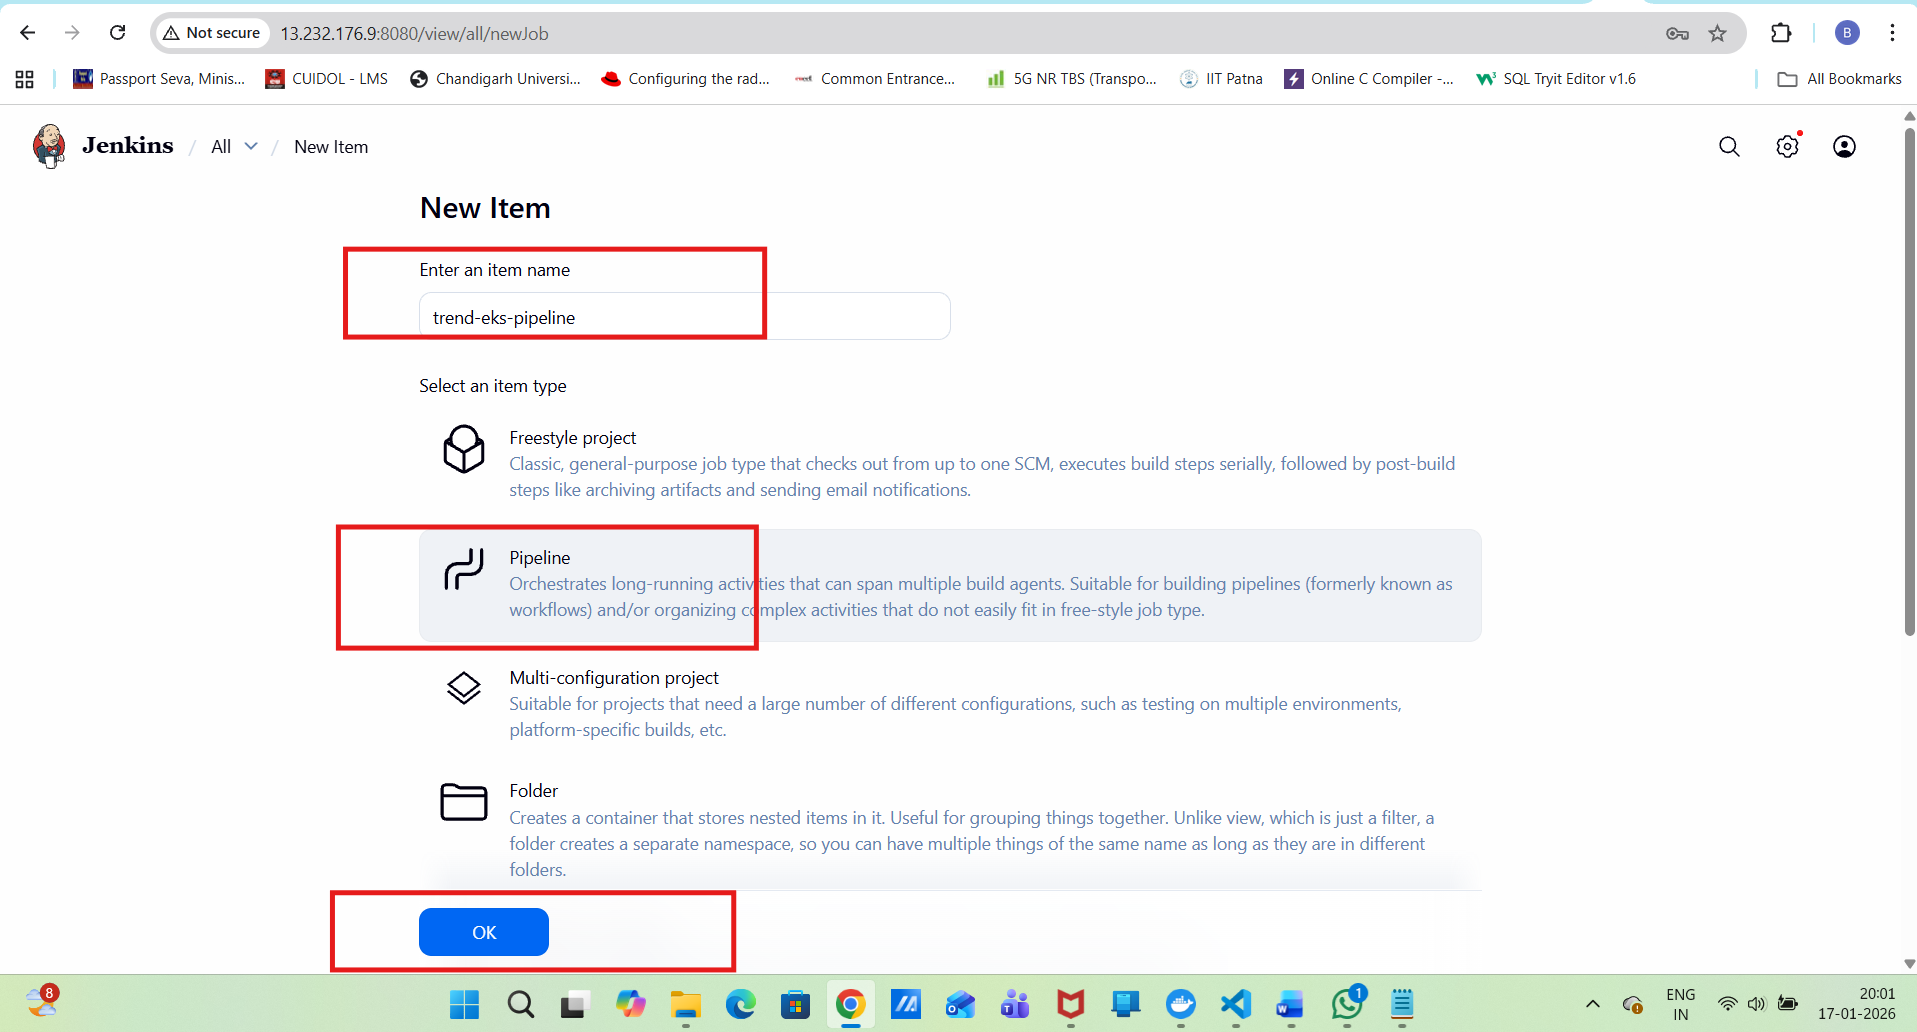 Not secure
13.232.176.9:8080/view/all/newJob
B
Passport Seva, Minis...
CUIDOL - LMS
Chandigarh Universi...
Configuring the rad...
Common Entrance...
5G NR TBS (Transpo...
IIT Patna
Online C Compiler -...
SQL Tryit Editor v1.6
All Bookmarks
Jenkins / All / New Item
New Item
Enter an item name
trend-eks-pipeline
Select an item type
Freestyle project
Classic, general-purpose job type that checks out from up to one SCM, executes build steps serially, followed by post-build
steps like archiving artifacts and sending email notifications.
Pipeline
Orchestrates long-running activities that can span multiple build agents. Suitable for building pipelines (formerly known as
workflows) and/or organizing complex activities that do not easily fit in free-style job type.
Multi-configuration project
Suitable for projects that need a large number of different configurations, such as testing on multiple environments,
platform-specific builds, etc.
Folder
Creates a container that stores nested items in it. Useful for grouping things together. Unlike view, which is just a filter, a
folder creates a separate namespace, so you can have multiple things of the same name as long as they are in different
folders.
OK
8
1
ENG
IN
20:01
17-01-2026